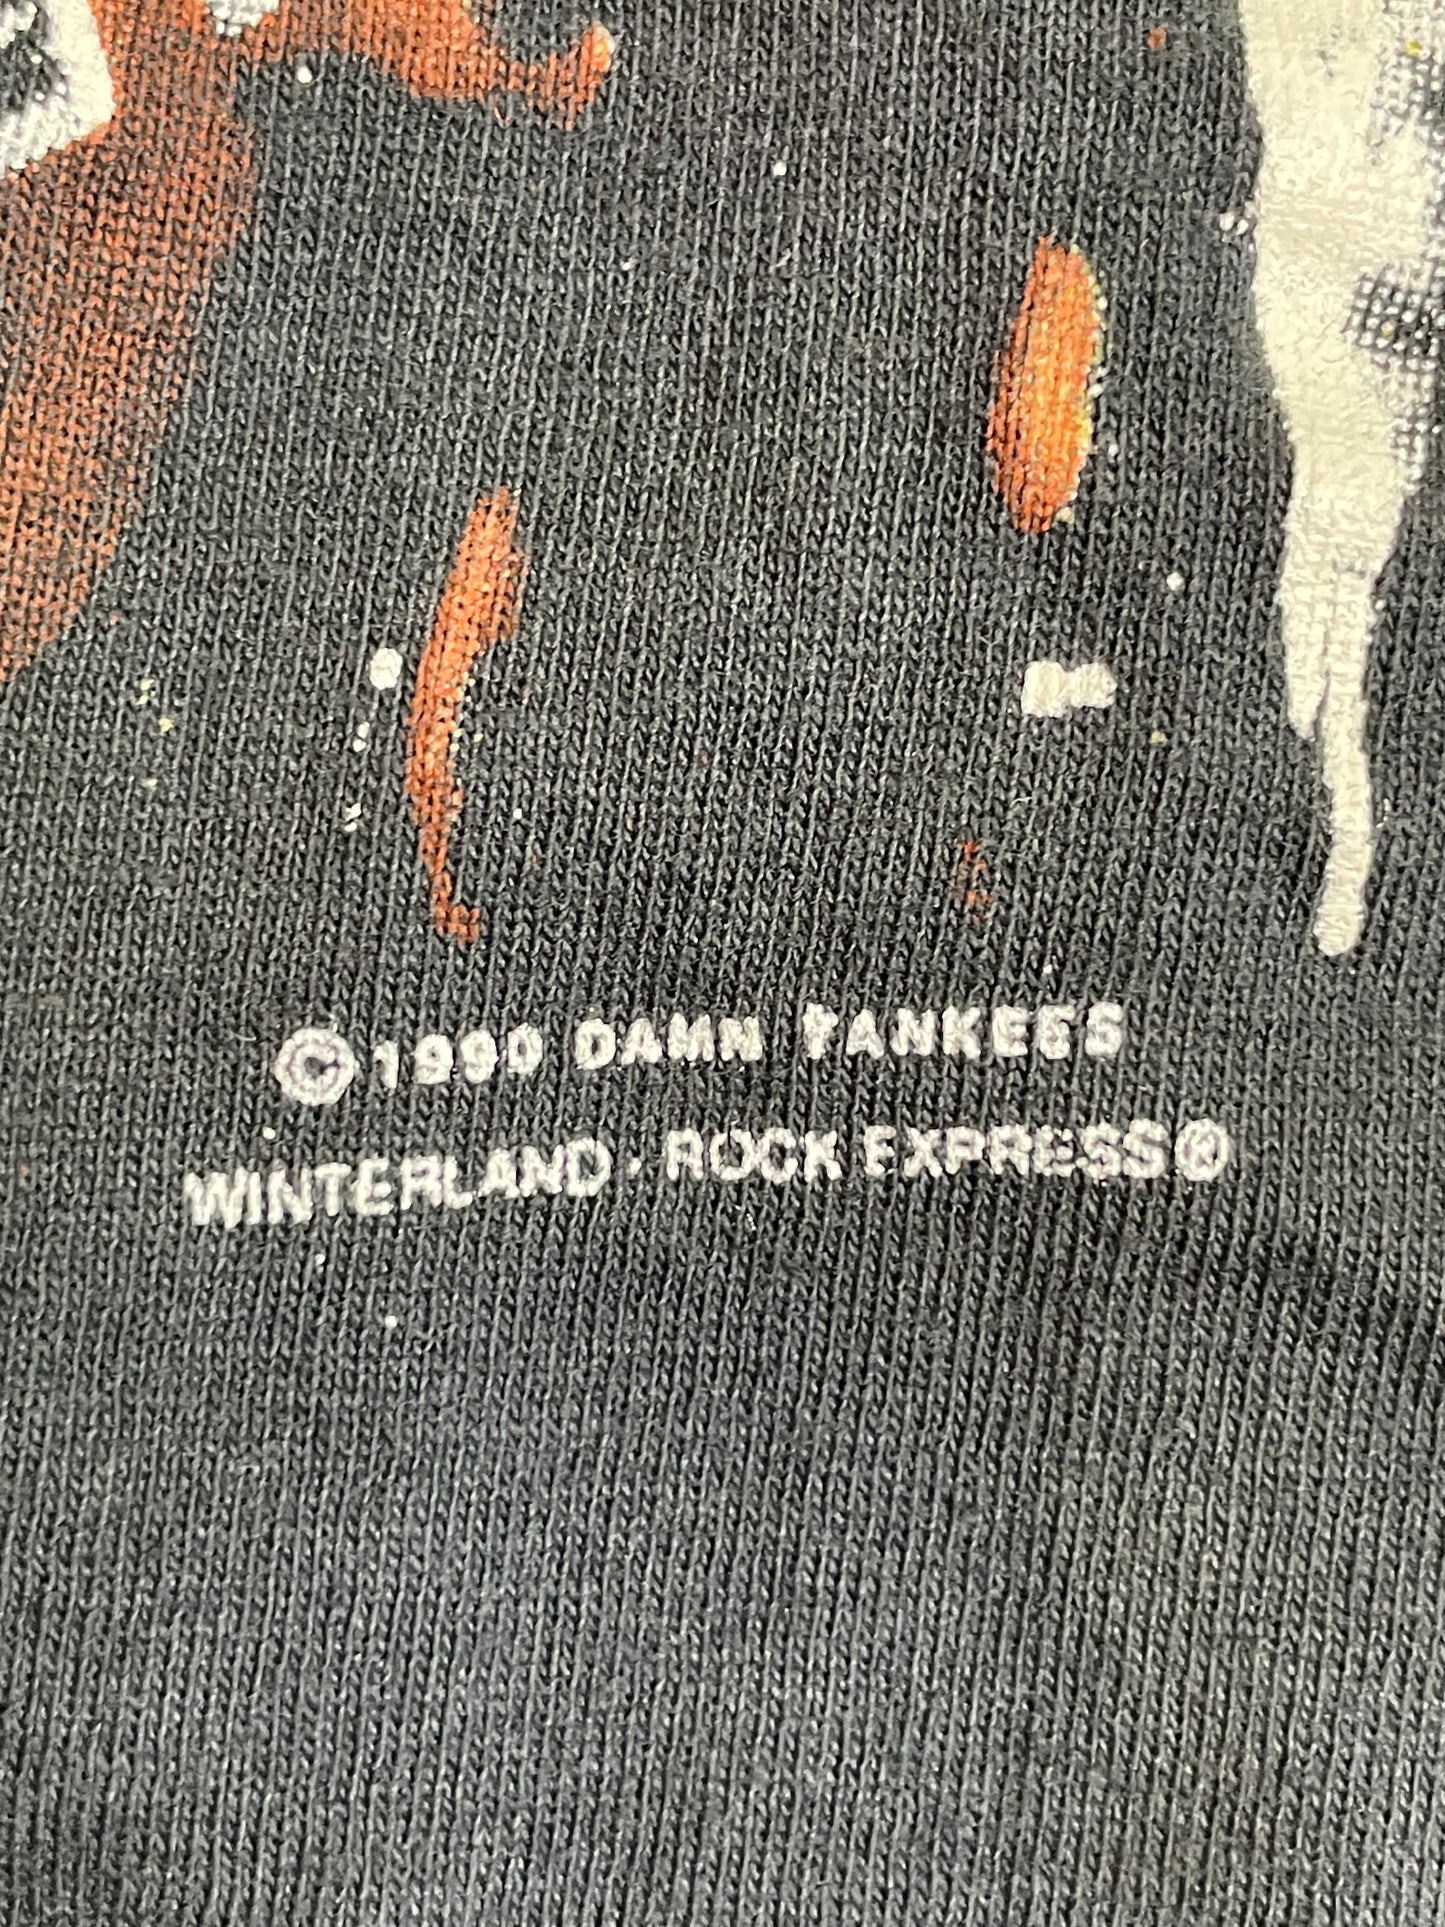 ©1990 DAMN YANKEES
WINTERLAND · ROCK EXPRESS®